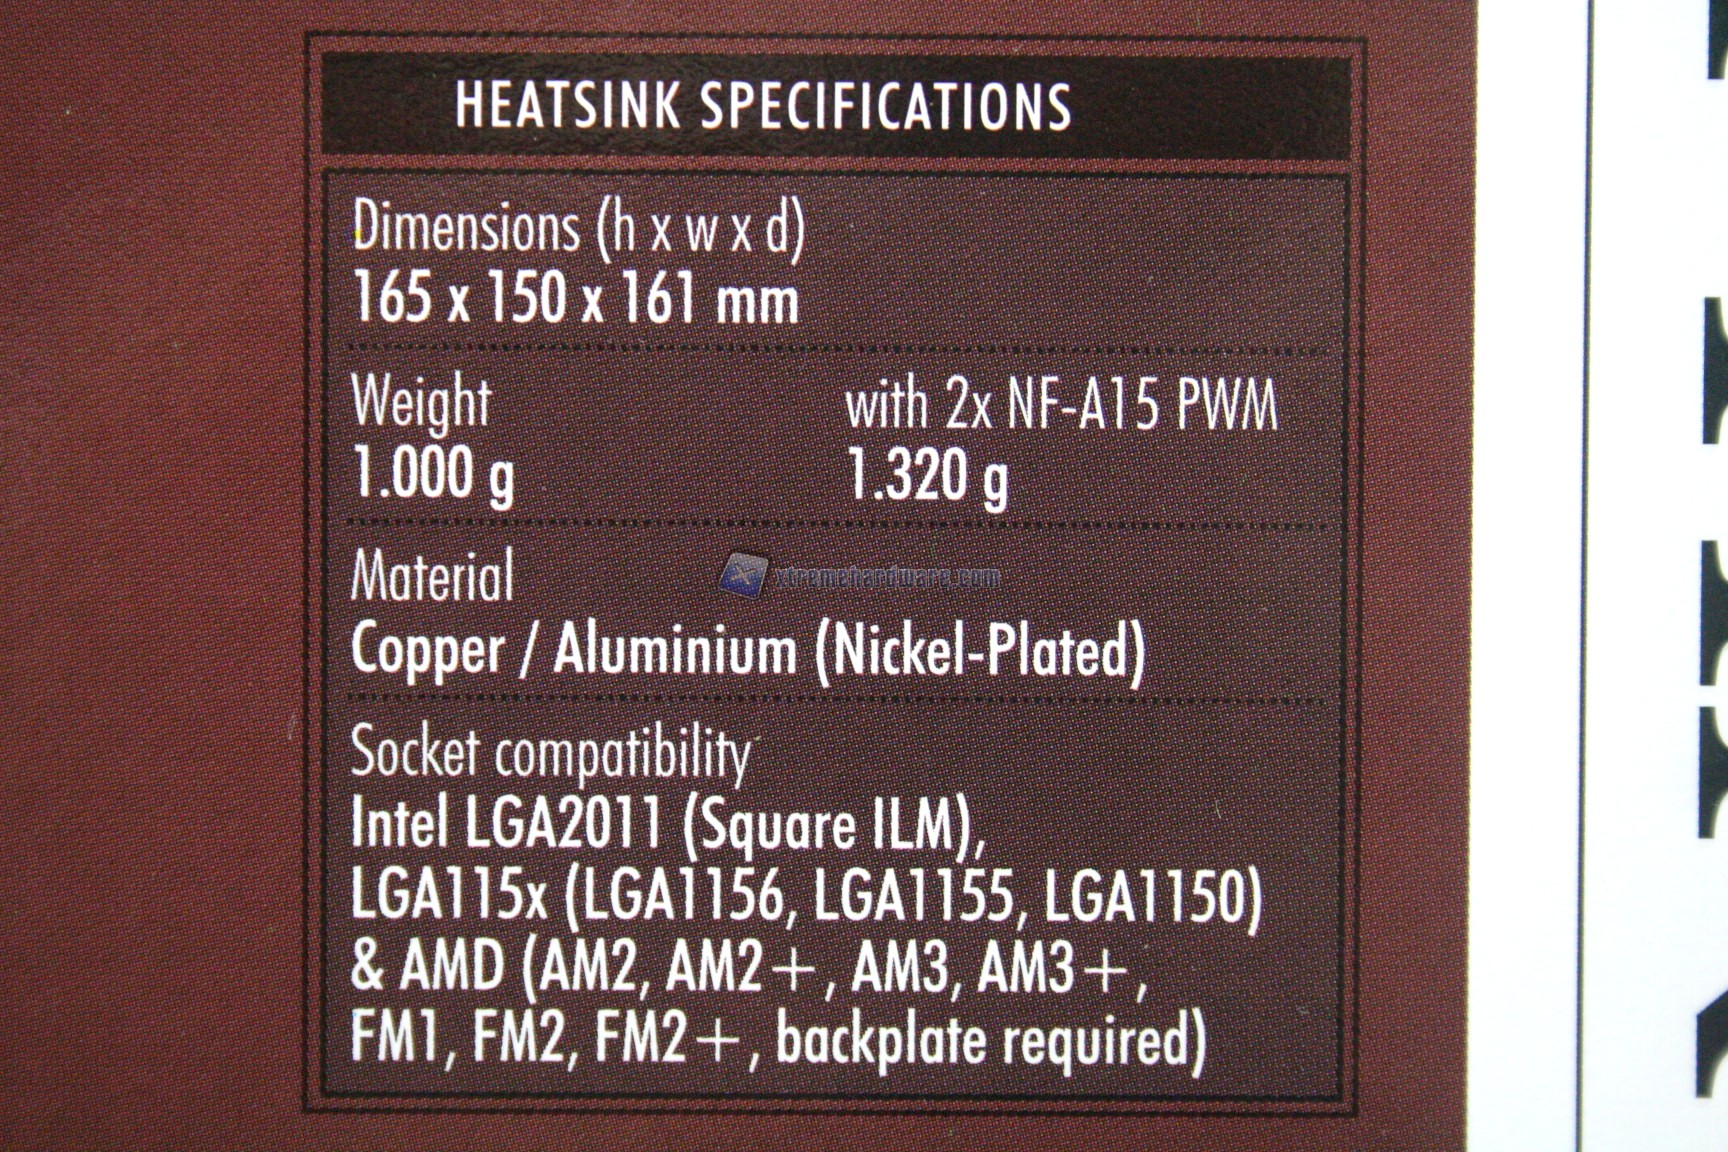 HEATSINK SPECIFICATIONS
Dimensions (h x w x d)
165 x 150 x 161 mm
Weight with 2x NF-A15 PWM
1.000 g 1.320 g
Material
xtremehardware.com
Copper / Aluminium (Nickel-Plated)
Socket compatibility
Intel LGA2011 (Square ILM),
LGA115x (LGA1156, LGA1155, LGA1150)
& AMD (AM2, AM2+, AM3, AM3+,
FM1, FM2, FM2+, backplate required)